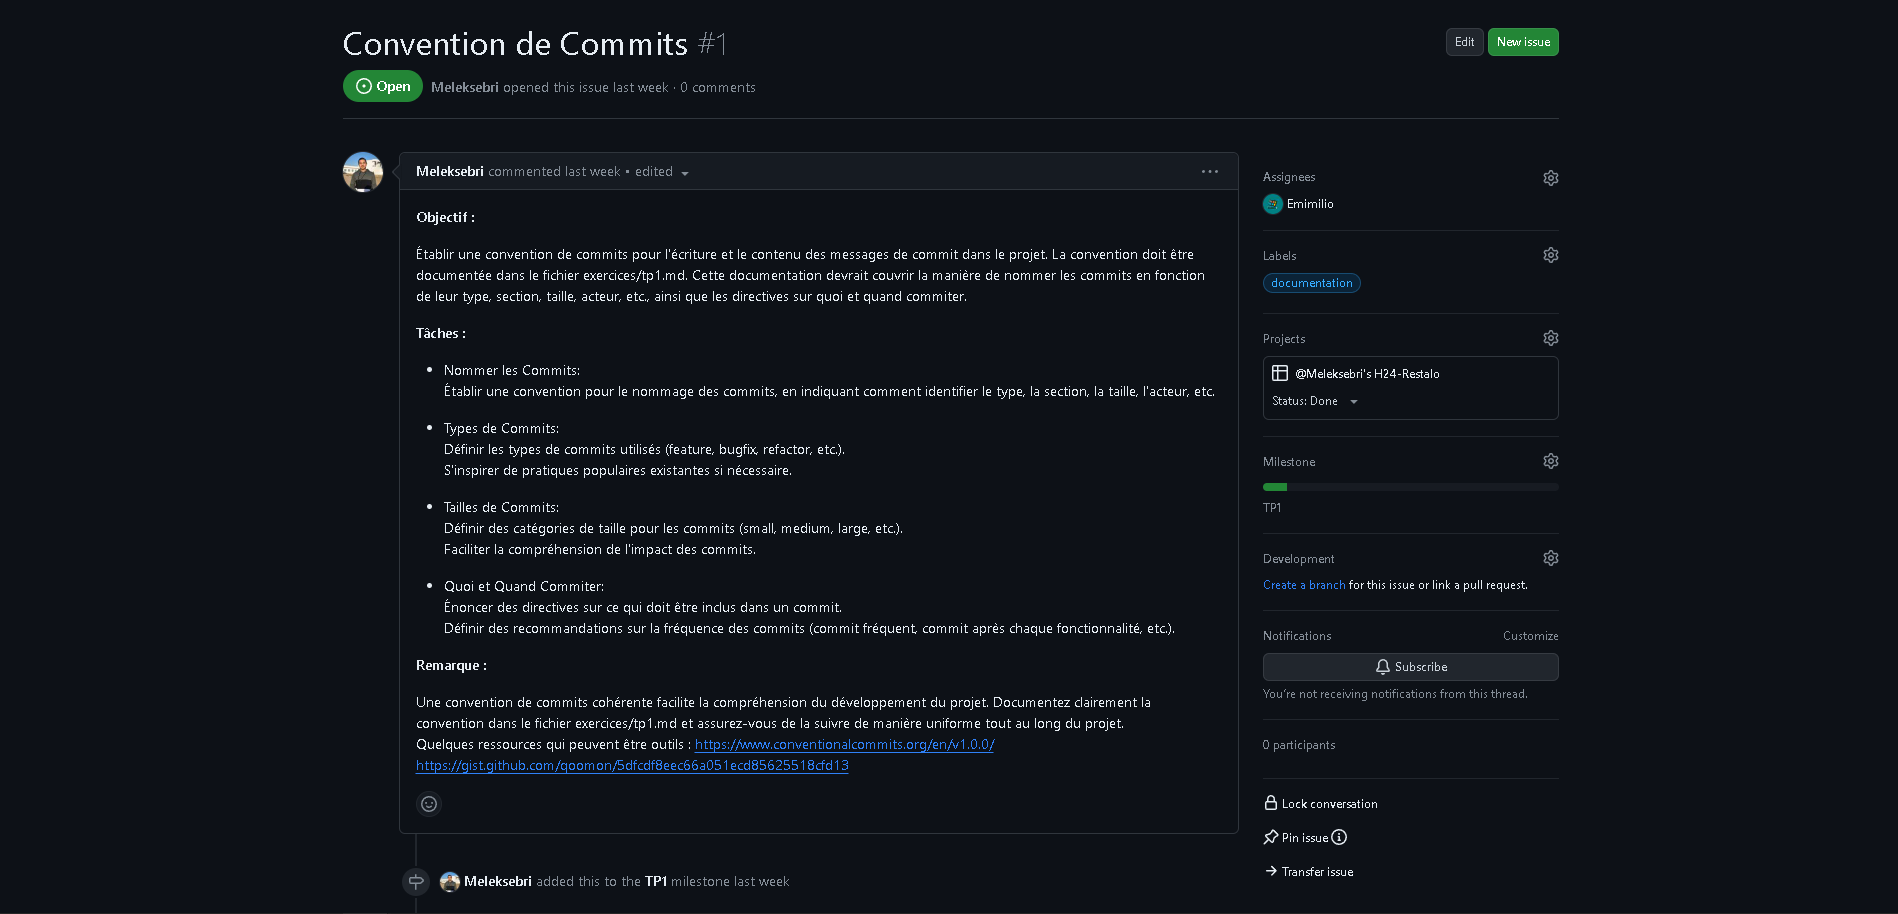 Convention de Commits #1
Edit
New issue
Open
Meleksebri opened this issue last week · 0 comments
Meleksebri commented last week • edited
Objectif :
Établir une convention de commits pour l'écriture et le contenu des messages de commit dans le projet. La convention doit être
documentée dans le fichier exercices/tp1.md. Cette documentation devrait couvrir la manière de nommer les commits en fonction
de leur type, section, taille, acteur, etc., ainsi que les directives sur quoi et quand commiter.
Tâches :
• Nommer les Commits:
Établir une convention pour le nommage des commits, en indiquant comment identifier le type, la section, la taille, l'acteur, etc.
• Types de Commits:
Définir les types de commits utilisés (feature, bugfix, refactor, etc.).
S'inspirer de pratiques populaires existantes si nécessaire.
• Tailles de Commits:
Définir des catégories de taille pour les commits (small, medium, large, etc.).
Faciliter la compréhension de l'impact des commits.
• Quoi et Quand Commiter:
Énoncer des directives sur ce qui doit être inclus dans un commit.
Définir des recommandations sur la fréquence des commits (commit fréquent, commit après chaque fonctionnalité, etc.).
Remarque :
Une convention de commits cohérente facilite la compréhension du développement du projet. Documentez clairement la
convention dans le fichier exercices/tp1.md et assurez-vous de la suivre de manière uniforme tout au long du projet.
Quelques ressources qui peuvent être outils : https://www.conventionalcommits.org/en/v1.0.0/
https://gist.github.com/qoomon/5dfcdf8eec66a051ecd85625518cfd13
Meleksebri added this to the TP1 milestone last week
Assignees
Emimilio
Labels
documentation
Projects
@Meleksebri's H24-Restalo
Status: Done
Milestone
TP1
Development
Create a branch for this issue or link a pull request.
Notifications
Customize
Subscribe
You're not receiving notifications from this thread.
0 participants
Lock conversation
Pin issue
Transfer issue